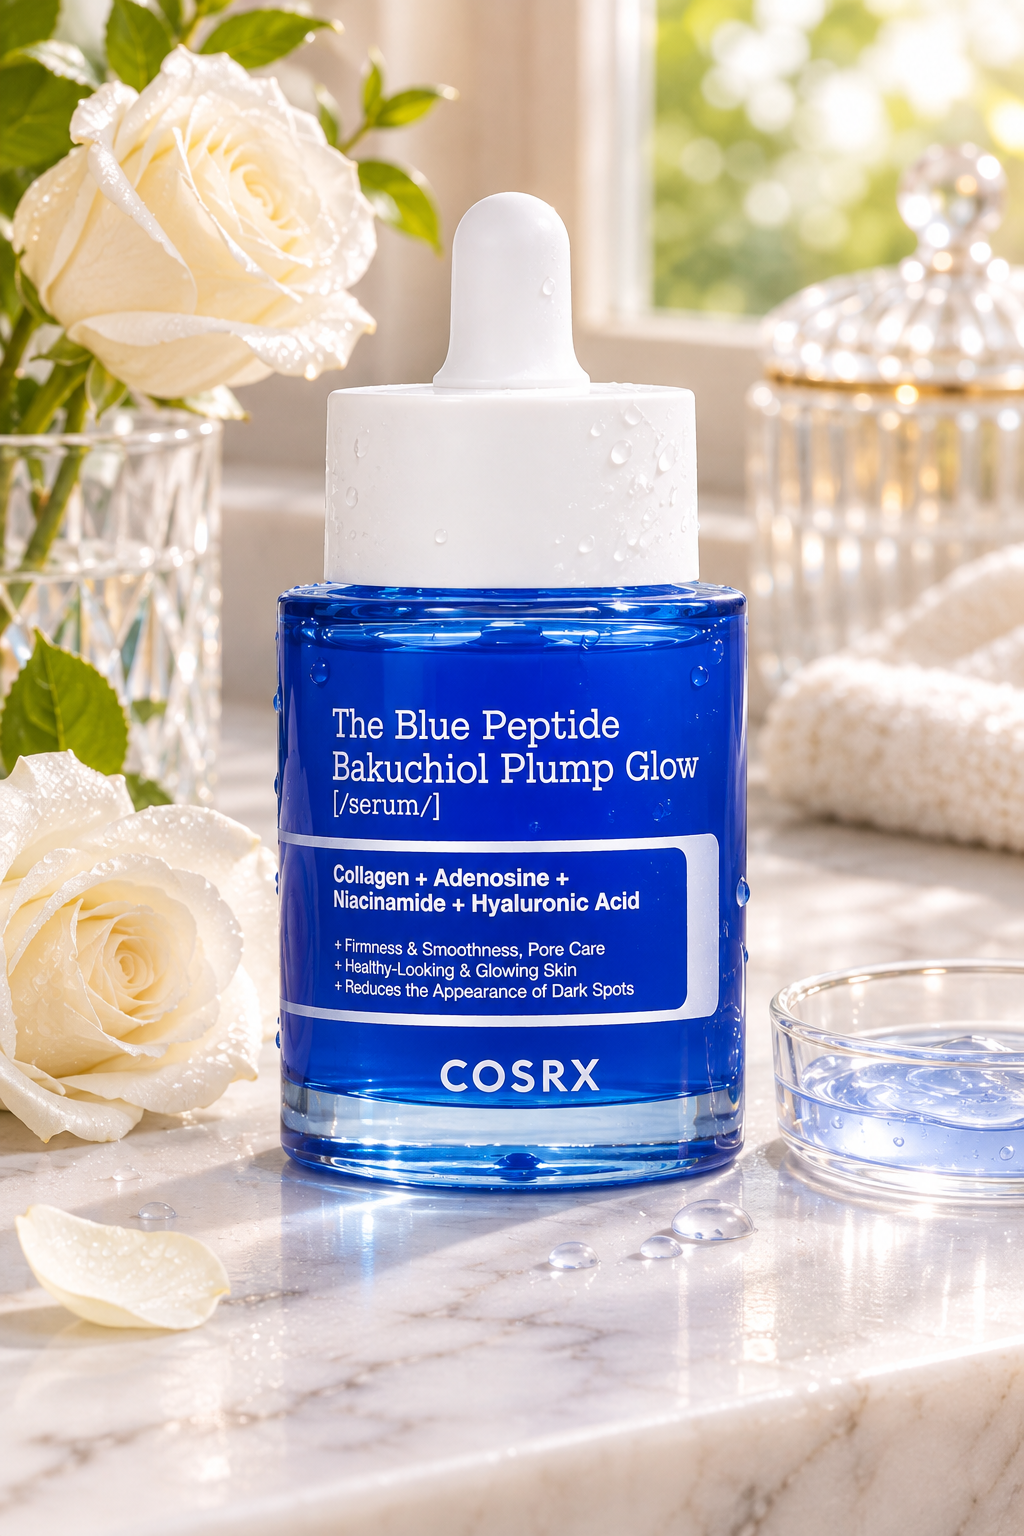 The Blue Peptide
Bakuchiol Plump Glow
[/serum/]
Collagen + Adenosine +
Niacinamide + Hyaluronic Acid
+ Firmness & Smoothness, Pore Care
+ Healthy-Looking & Glowing Skin
+ Reduces the Appearance of Dark Spots
COSRX